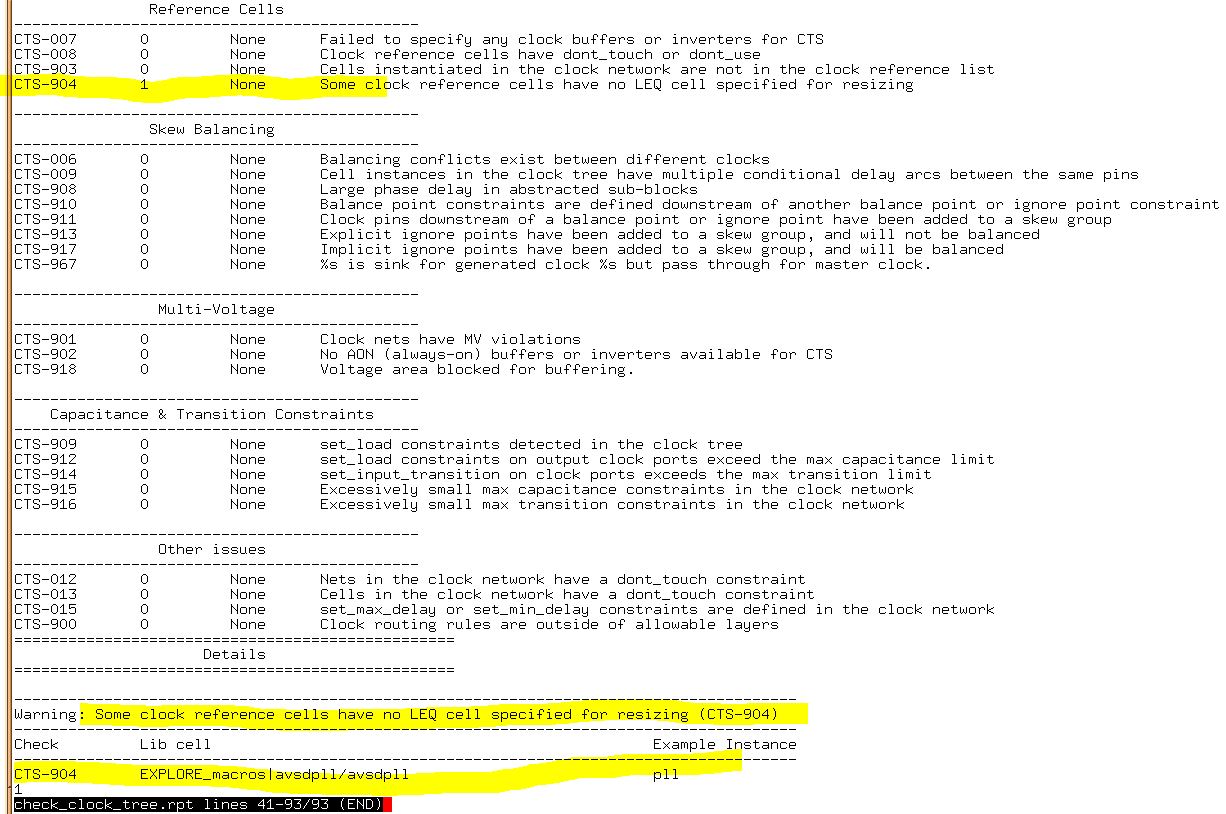 Reference Cells
---------------------------------------------
CTS-007 0 None Failed to specify any clock buffers or inverters for CTS
CTS-008 0 None Clock reference cells have dont_touch or dont_use
CTS-903 0 None Cells instantiated in the clock network are not in the clock reference list
CTS-904 1 None Some clock reference cells have no LEQ cell specified for resizing
---------------------------------------------
Skew Balancing
---------------------------------------------
CTS-006 0 None Balancing conflicts exist between different clocks
CTS-009 0 None Cell instances in the clock tree have multiple conditional delay arcs between the same pins
CTS-908 0 None Large phase delay in abstracted sub-blocks
CTS-910 0 None Balance point constraints are defined downstream of another balance point or ignore point constraint
CTS-911 0 None Clock pins downstream of a balance point or ignore point have been added to a skew group
CTS-913 0 None Explicit ignore points have been added to a skew group, and will not be balanced
CTS-917 0 None Implicit ignore points have been added to a skew group, and will be balanced
CTS-967 0 None %s is sink for generated clock %s but pass through for master clock.
---------------------------------------------
Multi-Voltage
---------------------------------------------
CTS-901 0 None Clock nets have MV violations
CTS-902 0 None No AON (always-on) buffers or inverters available for CTS
CTS-918 0 None Voltage area blocked for buffering.
---------------------------------------------
Capacitance & Transition Constraints
---------------------------------------------
CTS-909 0 None set_load constraints detected in the clock tree
CTS-912 0 None set_load constraints on output clock ports exceed the max capacitance limit
CTS-914 0 None set_input_transition on clock ports exceeds the max transition limit
CTS-915 0 None Excessively small max capacitance constraints in the clock network
CTS-916 0 None Excessively small max transition constraints in the clock network
---------------------------------------------
Other issues
---------------------------------------------
CTS-012 0 None Nets in the clock network have a dont_touch constraint
CTS-013 0 None Cells in the clock network have a dont_touch constraint
CTS-015 0 None set_max_delay or set_min_delay constraints are defined in the clock network
CTS-900 0 None Clock routing rules are outside of allowable layers
=================================================
Details
=================================================
---------------------------------------------------------------------------------------
Warning: Some clock reference cells have no LEQ cell specified for resizing (CTS-904)
---------------------------------------------------------------------------------------
Check Lib cell Example Instance
---------------------------------------------------------------------------------------
CTS-904 EXPLORE_macros|avsdpll/avsdpll pll
1
check_clock_tree.rpt lines 41-93/93 (END)